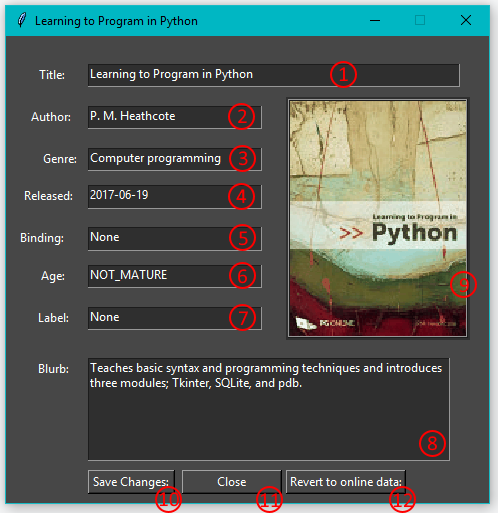 Learning to Program in Python
Title: Learning to Program in Python 1
Author: P. M. Heathcote 2
Genre: Computer programming 3
Released: 2017-06-19 4
Binding: None 5
Age: NOT_MATURE 6
Label: None 7
Learning to Program in
>> Python
9
PG ONLINE
Blurb: Teaches basic syntax and programming techniques and introduces
three modules; Tkinter, SQLite, and pdb.
8
Save Changes: Close Revert to online data:
10 11 12